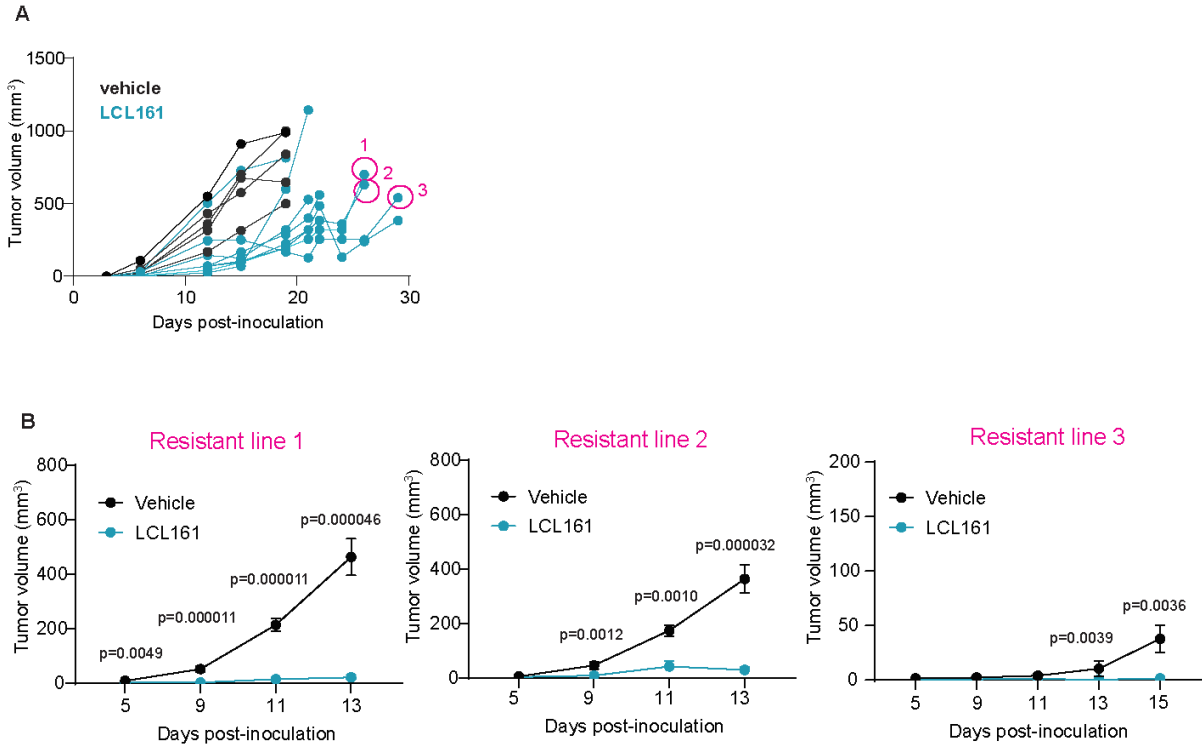 A
Tumor volume (mm³)
1500
1000
500
0
vehicle
LCL161
1
2
3
0
10
20
30
Days post-inoculation
B
Resistant line 1
Tumor volume (mm³)
800
600
400
200
0
Vehicle
LCL161
p=0.0049
p=0.000011
p=0.000011
p=0.000046
5
9
11
13
Days post-inoculation
Resistant line 2
Tumor volume (mm³)
800
600
400
200
0
Vehicle
LCL161
p=0.0012
p=0.0010
p=0.000032
5
9
11
13
Days post-inoculation
Resistant line 3
Tumor volume (mm³)
200
150
100
50
0
Vehicle
LCL161
p=0.0039
p=0.0036
5
9
11
13
15
Days post-inoculation